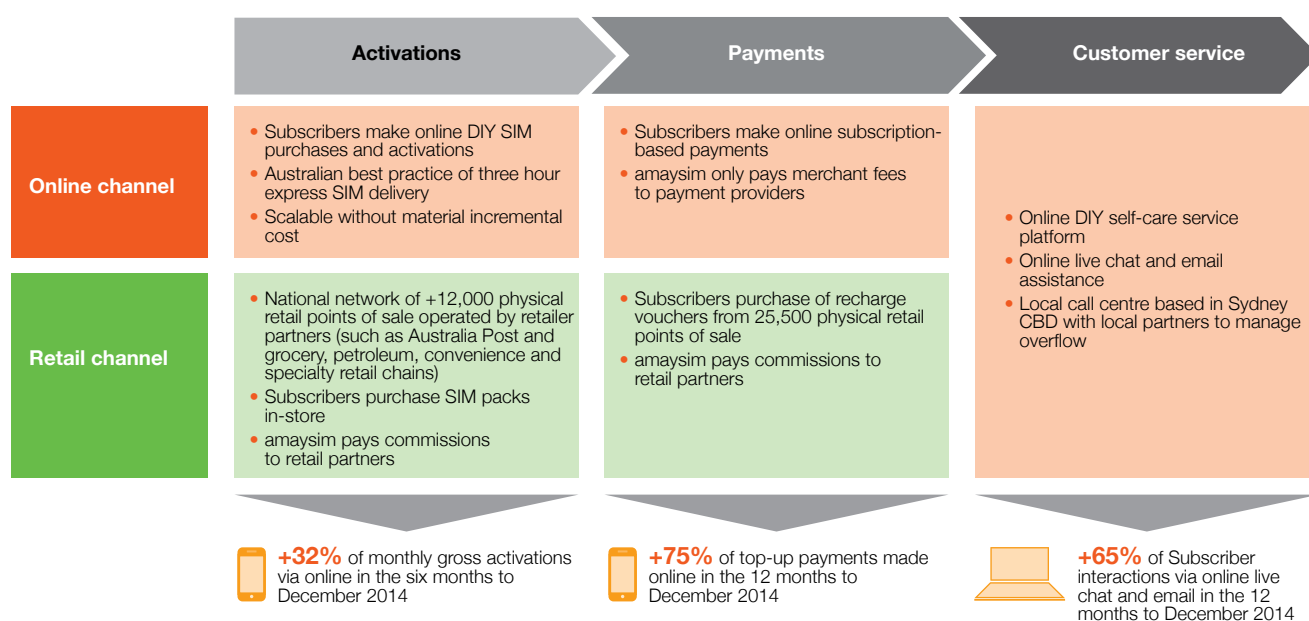 Activations
Payments
Customer service
Online channel
• Subscribers make online DIY SIM
purchases and activations
• Australian best practice of three hour
express SIM delivery
• Scalable without material incremental
cost
• Subscribers make online subscription-
based payments
• amaysim only pays merchant fees
to payment providers
• Online DIY self-care service
platform
• Online live chat and email
assistance
• Local call centre based in Sydney
CBD with local partners to manage
overflow
Retail channel
• National network of +12,000 physical
retail points of sale operated by retailer
partners (such as Australia Post and
grocery, petroleum, convenience and
specialty retail chains)
• Subscribers purchase SIM packs
in-store
• amaysim pays commissions
to retail partners
• Subscribers purchase of recharge
vouchers from 25,500 physical retail
points of sale
• amaysim pays commissions to
retail partners
+32% of monthly gross activations
via online in the six months to
December 2014
+75% of top-up payments made
online in the 12 months to
December 2014
+65% of Subscriber
interactions via online live
chat and email in the 12
months to December 2014